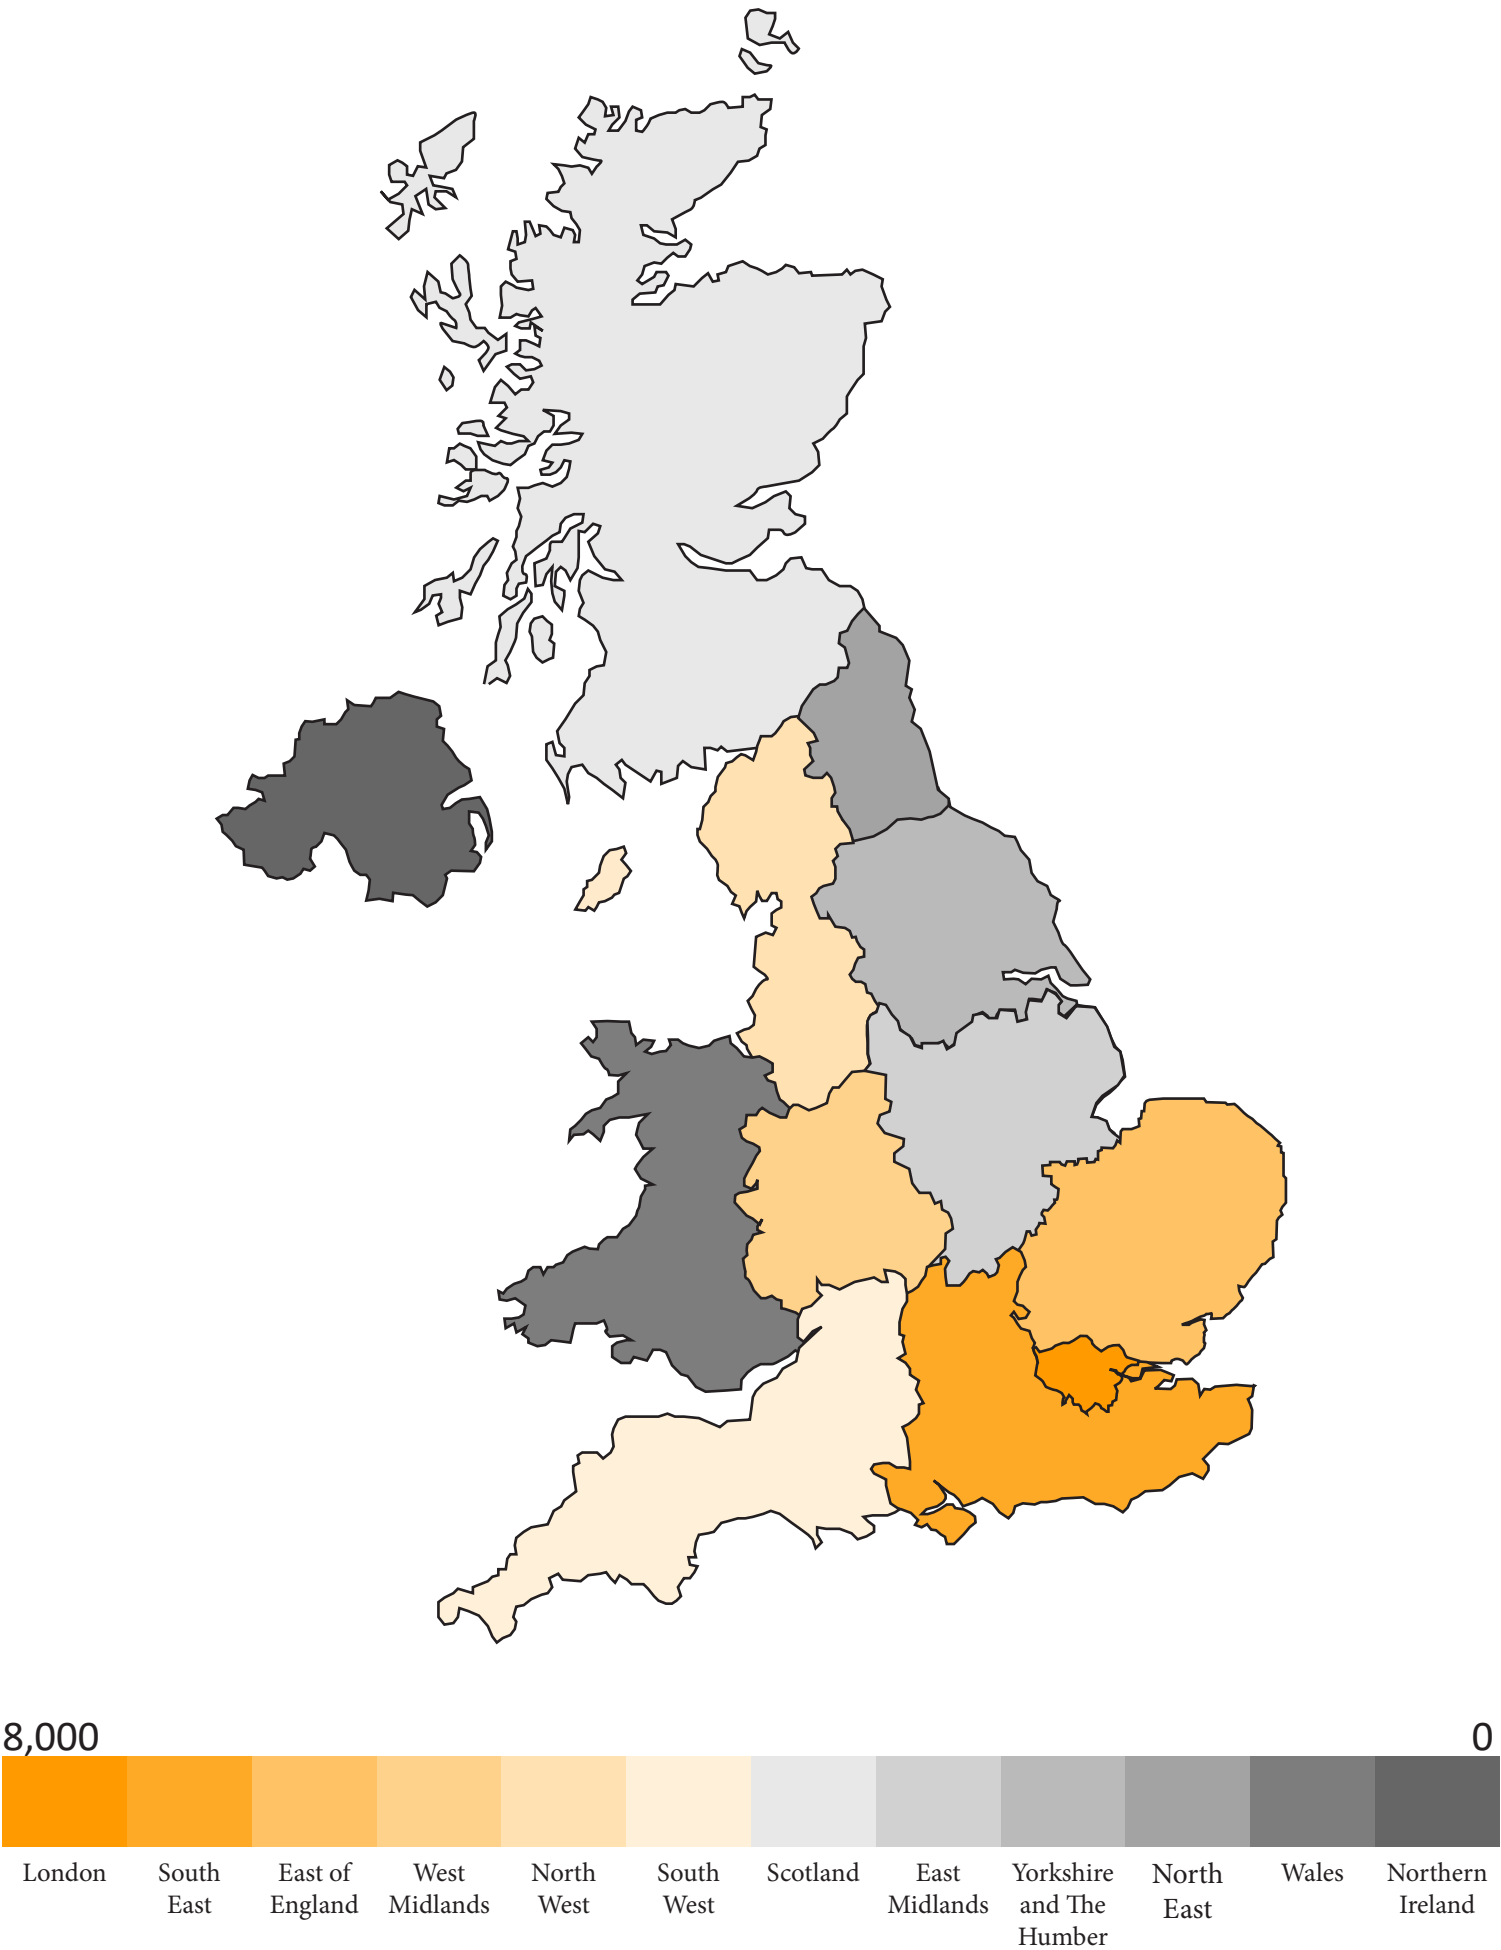 8,000
0
London
South
East
East of
England
West
Midlands
North
West
South
West
Scotland
East
Midlands
Yorkshire
and The
Humber
North
East
Wales
Northern
Ireland